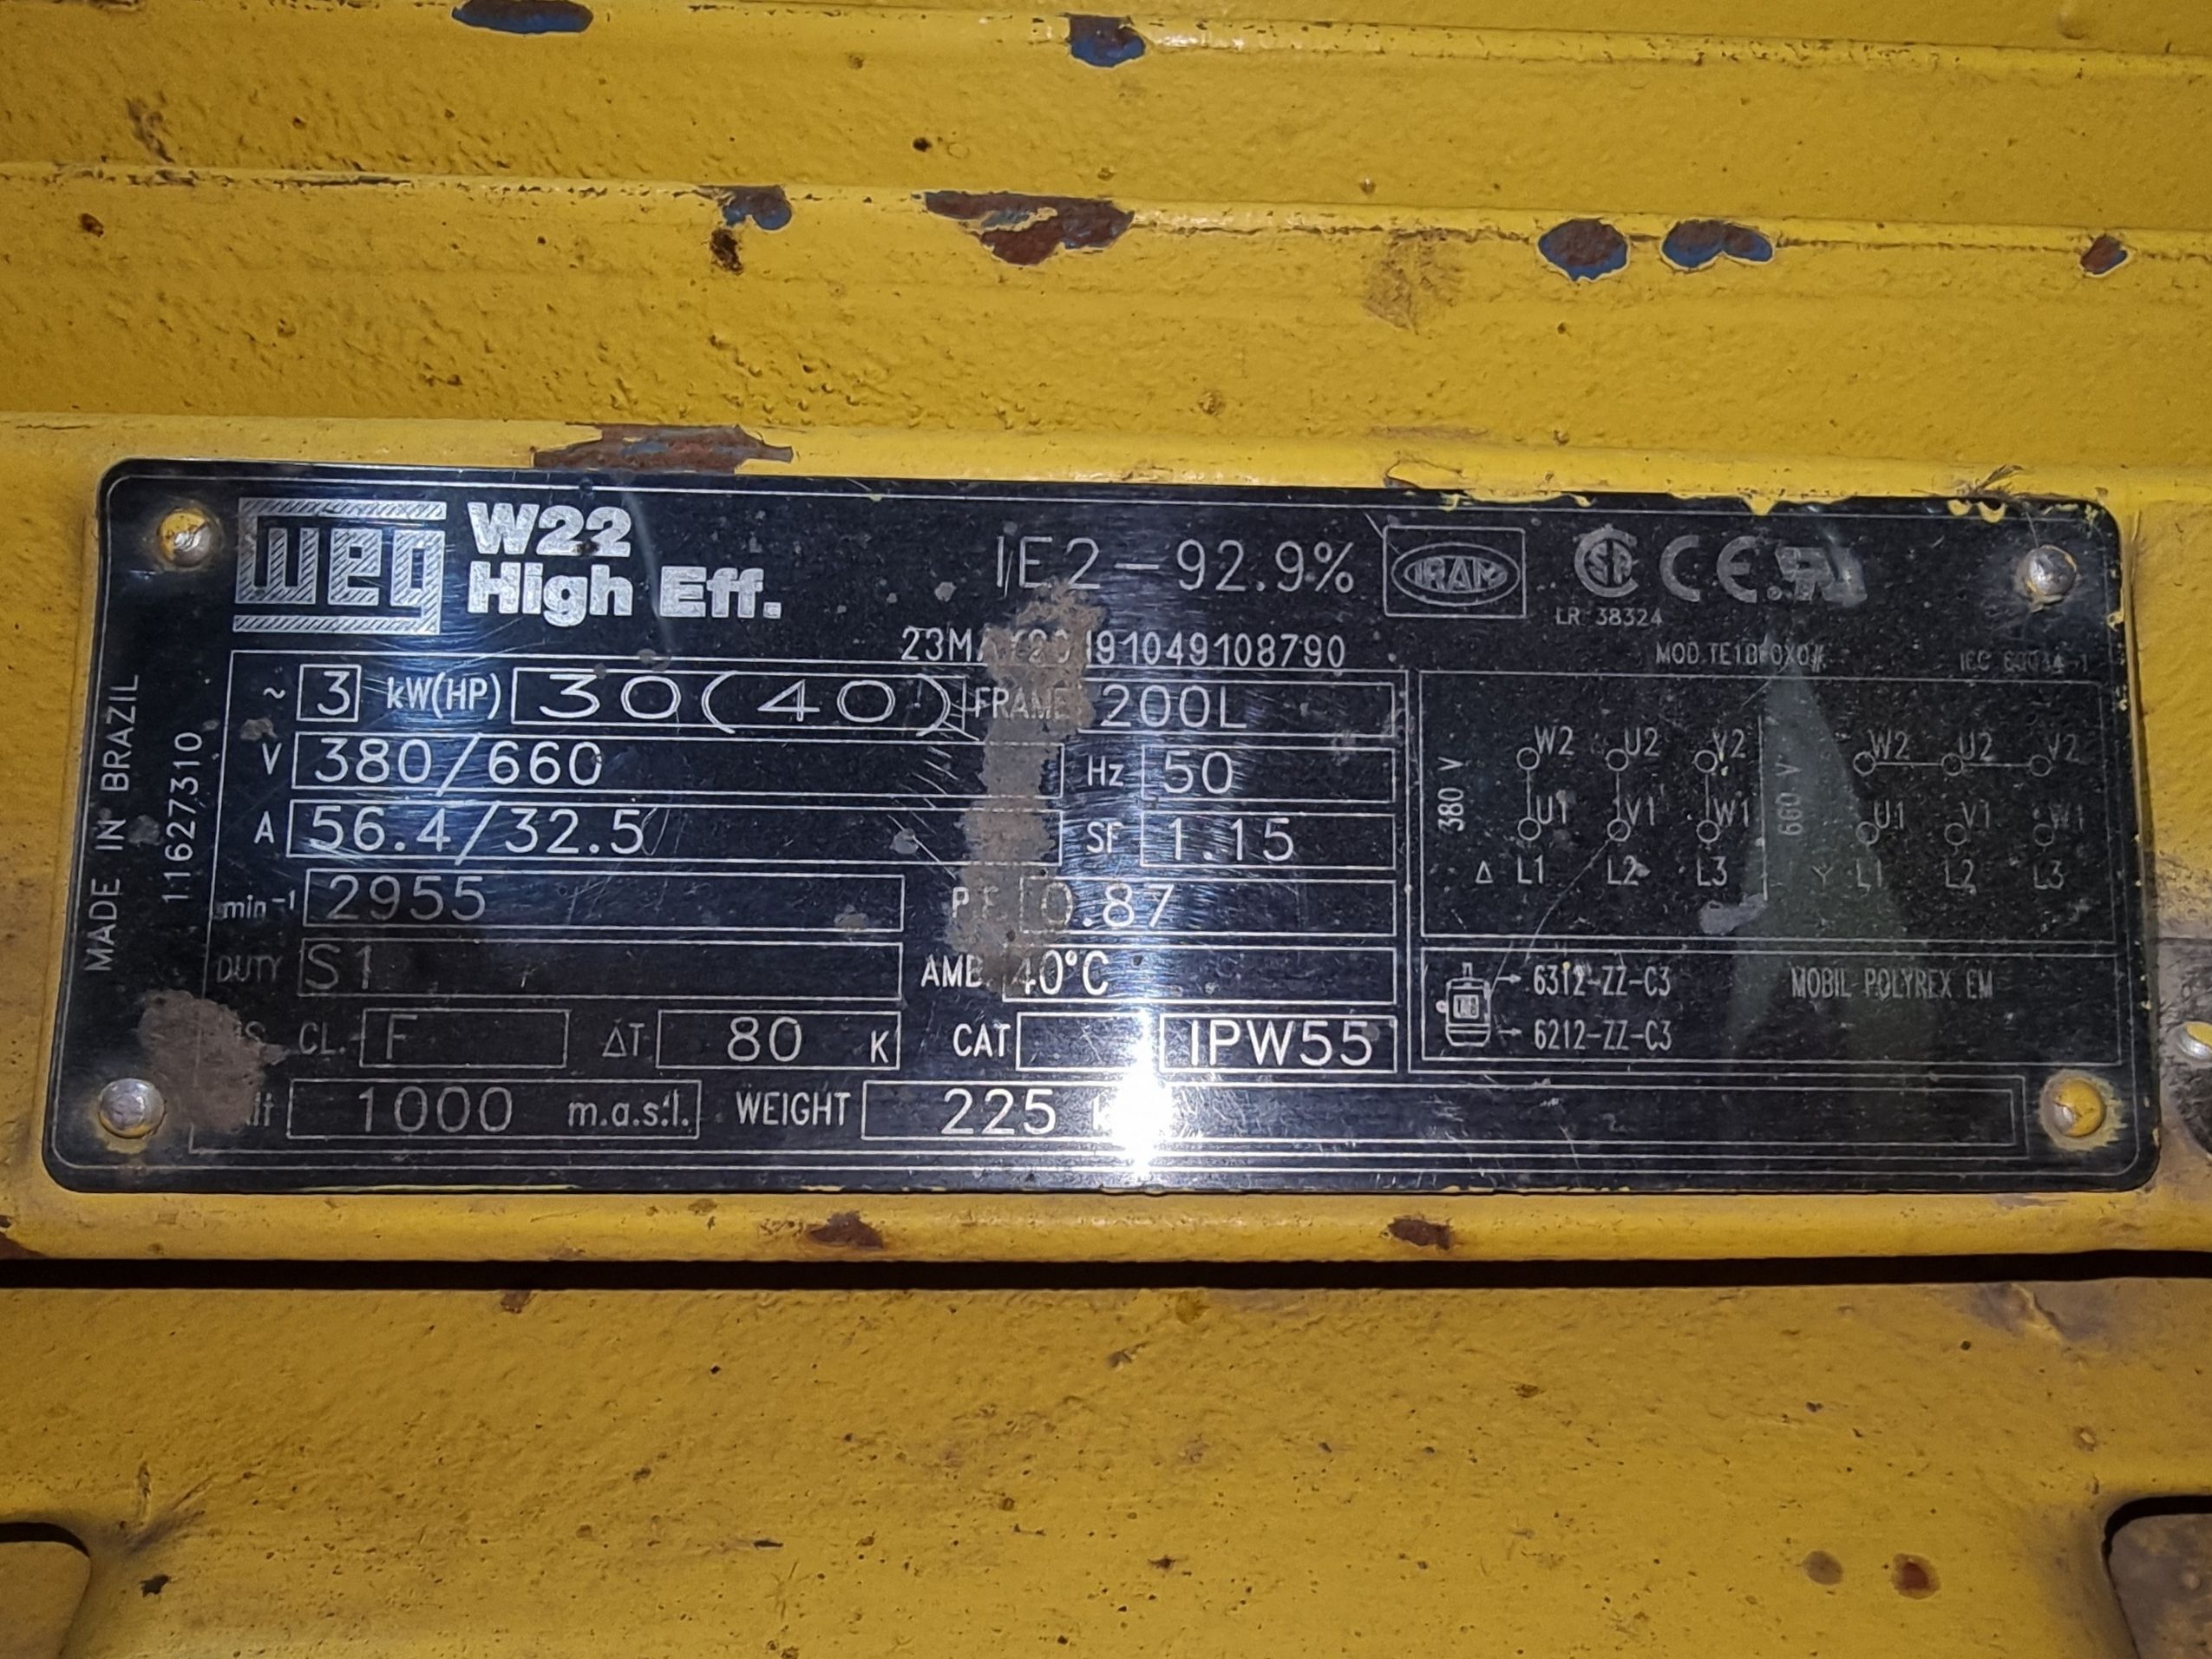 WEG W22
High Eff.
IE2-92.9%
IRAM
LR 38324
91049108790
IEC 60034-1
MADE IN BRAZIL
11627310
~ 3 kW(HP) 30(40) FRAME 200L
V 380/660 Hz 50
A 56.4/32.5 SF 1.15
min-1 2955 P.F. 0.87
DUTY S1 AMB. 40°C
CL. F ΔT 80 K CAT IPW55
1000 m.a.s.l. WEIGHT 225
380 V
W2 U2 V2
U1 V1 W1
Δ L1 L2 L3
660 V
W2 U2 V2
U1 V1 W1
Y L1 L2 L3
6312-ZZ-C3 MOBIL POLYREX EM
6212-ZZ-C3